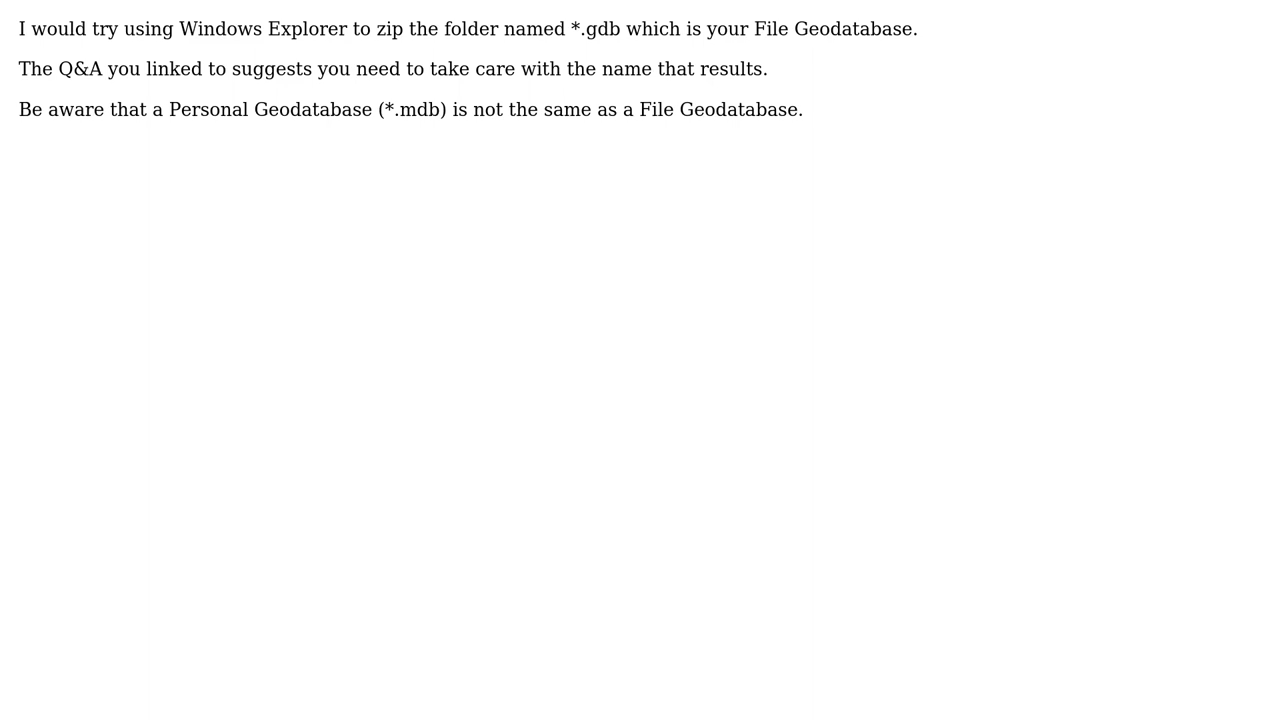 I would try using Windows Explorer to zip the folder named *.gdb which is your File Geodatabase.
The Q&A you linked to suggests you need to take care with the name that results.
Be aware that a Personal Geodatabase (*.mdb) is not the same as a File Geodatabase.